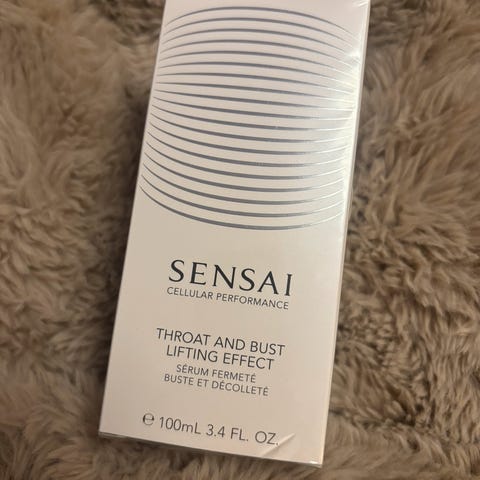 SENSAI
CELLULAR PERFORMANCE
THROAT AND BUST
LIFTING EFFECT
SÉRUM FERMETÉ
BUSTE ET DÉCOLLETÉ
℮ 100mL 3.4 FL. OZ.